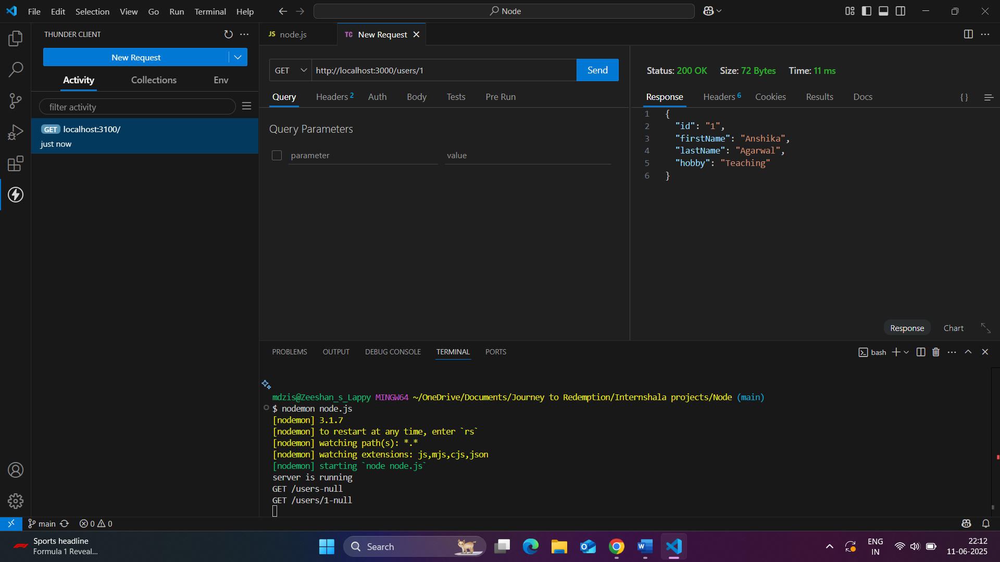 File Edit Selection View Go Run Terminal Help
Node
THUNDER CLIENT
JS node.js
TC New Request
New Request
GET
http://localhost:3000/users/1
Send
Status: 200 OK Size: 72 Bytes Time: 11 ms
Activity Collections Env
Query Headers 2 Auth Body Tests Pre Run
Response Headers 6 Cookies Results Docs
{ }
filter activity
GET localhost:3100/
just now
Query Parameters
parameter value
1 {
2 "id": "1",
3 "firstName": "Anshika",
4 "lastName": "Agarwal",
5 "hobby": "Teaching"
6 }
Response Chart
PROBLEMS OUTPUT DEBUG CONSOLE TERMINAL PORTS
bash
mdzis@Zeeshan_s_Lappy MINGW64 ~/OneDrive/Documents/Journey to Redemption/Internshala projects/Node (main)
$ nodemon node.js
[nodemon] 3.1.7
[nodemon] to restart at any time, enter `rs`
[nodemon] watching path(s): *.*
[nodemon] watching extensions: js,mjs,cjs,json
[nodemon] starting `node node.js`
server is running
GET /users-null
GET /users/1-null
main 0 0
Sports headline
Formula 1 Reveal...
Search
ENG
IN
22:12
11-06-2025